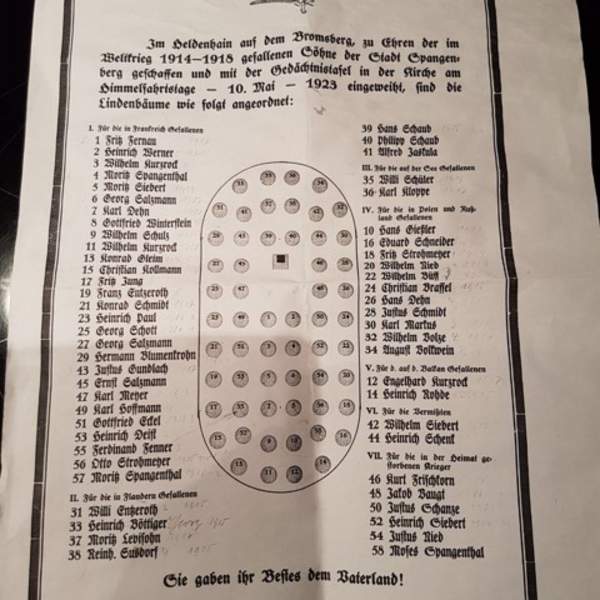 Im Heldenhain auf dem Bromsberg, zu Ehren der im
Weltkrieg 1914—1918 gefallenen Söhne der Stadt Spangen-
berg geschaffen und mit der Gedächtnistafel in der Kirche am
Himmelfahrtstage — 10. Mai — 1923 eingeweiht, sind die
Lindenbäume wie folgt angeordnet:
I. Für die in Frankreich Gefallenen
1 Fritz Fernau
2 Heinrich Werner
3 Wilhelm Kurzrock
4 Moritz Spangenthal
5 Moritz Siebert
6 Georg Salzmann
7 Karl Dehn
8 Gottfried Winterstein
9 Wilhelm Schulz
11 Wilhelm Kurzrock
13 Konrad Gleim
15 Christian Kollmann
17 Fritz Jung
19 Franz Entzeroth
21 Konrad Schmidt
23 Heinrich Paul
25 Georg Schott
27 Georg Salzmann
29 Hermann Blumenkrohn
43 Justus Gundlach
45 Ernst Salzmann
47 Karl Meyer
49 Karl Hoffmann
51 Gottfried Eckel
53 Heinrich Deist
55 Ferdinand Fenner
56 Otto Strohmeyer
57 Moritz Spangenthal
II. Für die in Flandern Gefallenen
31 Willi Entzeroth
33 Heinrich Böttiger
37 Moritz Levisohn
38 Reinh. Susdorf
39 Hans Schaub
40 Philipp Schaub
41 Alfred Jaskula
III. Für die auf der See Gefallenen
35 Willi Schüler
36 Karl Kloppe
IV. Für die in Polen und Ruß-
land Gefallenen
10 Hans Gießler
16 Eduard Schneider
18 Fritz Strohmeyer
20 Wilhelm Nied
22 Wilhelm Büß
24 Christian Braffel
26 Hans Dehn
28 Justus Schmidt
30 Karl Markus
32 Wilhelm Bolze
34 August Volkwein
V. Für d. auf d. Balkan Gefallenen
12 Engelhard Kurzrock
14 Heinrich Rohde
VI. Für die Vermißten
42 Wilhelm Siebert
44 Heinrich Schenk
VII. Für die in der Heimat ge-
storbenen Krieger
46 Kurt Frischkorn
48 Jakob Baugt
50 Justus Schanze
52 Heinrich Siebert
54 Justus Nied
58 Moses Spangenthal
Sie gaben ihr Bestes dem Vaterland!